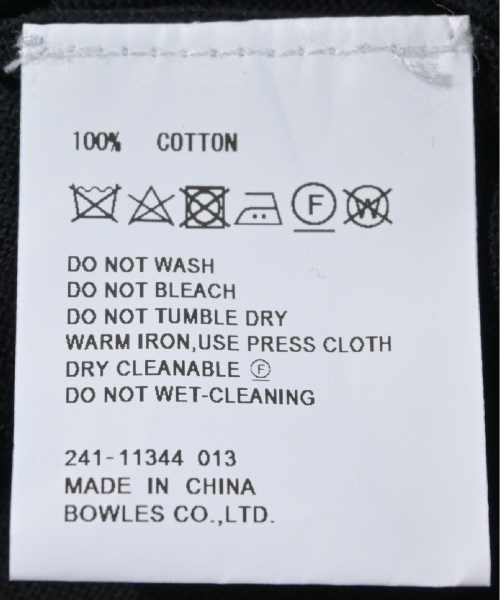 100% COTTON
F W
DO NOT WASH
DO NOT BLEACH
DO NOT TUMBLE DRY
WARM IRON,USE PRESS CLOTH
DRY CLEANABLE Ⓕ
DO NOT WET-CLEANING
241-11344 013
MADE IN CHINA
BOWLES CO.,LTD.